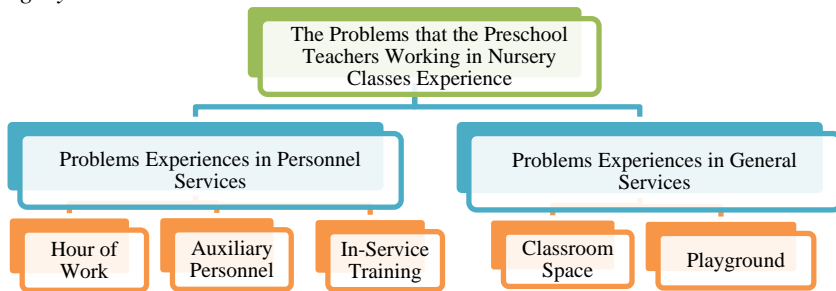 The Problems that the Preschool
Teachers Working in Nursery
Classes Experience
Problems Experiences in Personnel
Services
Problems Experiences in General
Services
Hour of
Work
Auxiliary
Personnel
In-Service
Training
Classroom
Space
Playground